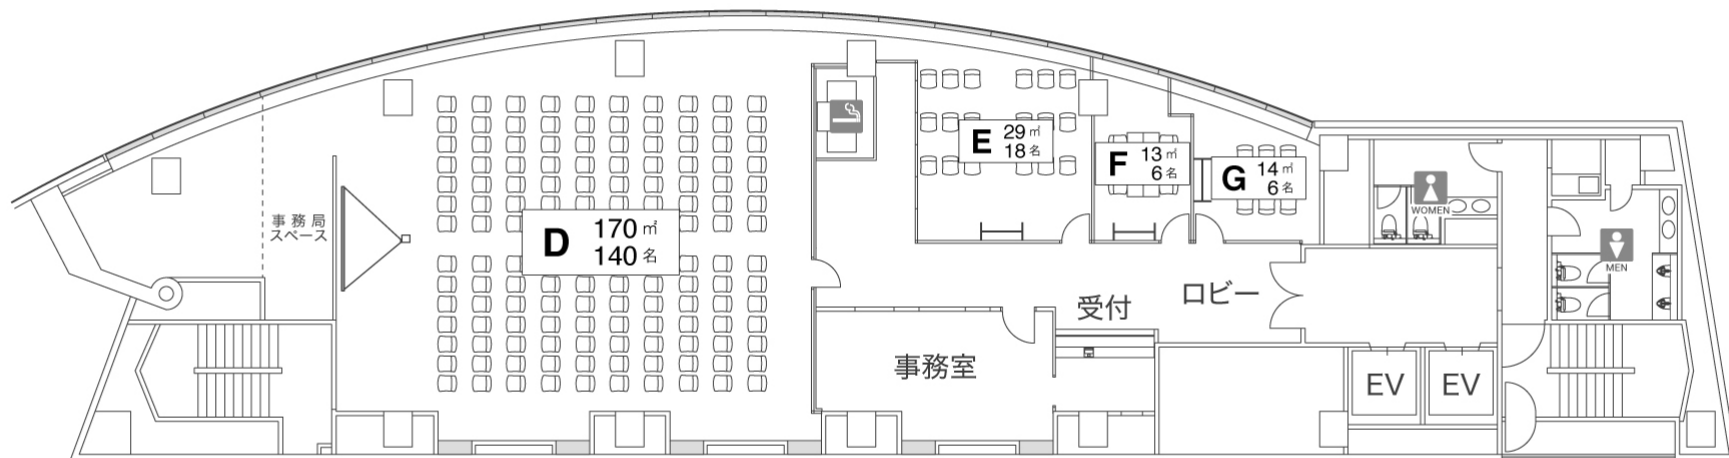 事務局
スペース
D 170㎡
140名
E 29㎡
18名
F 13㎡
6名
G 14㎡
6名
WOMEN
MEN
受付
ロビー
事務室
EV
EV